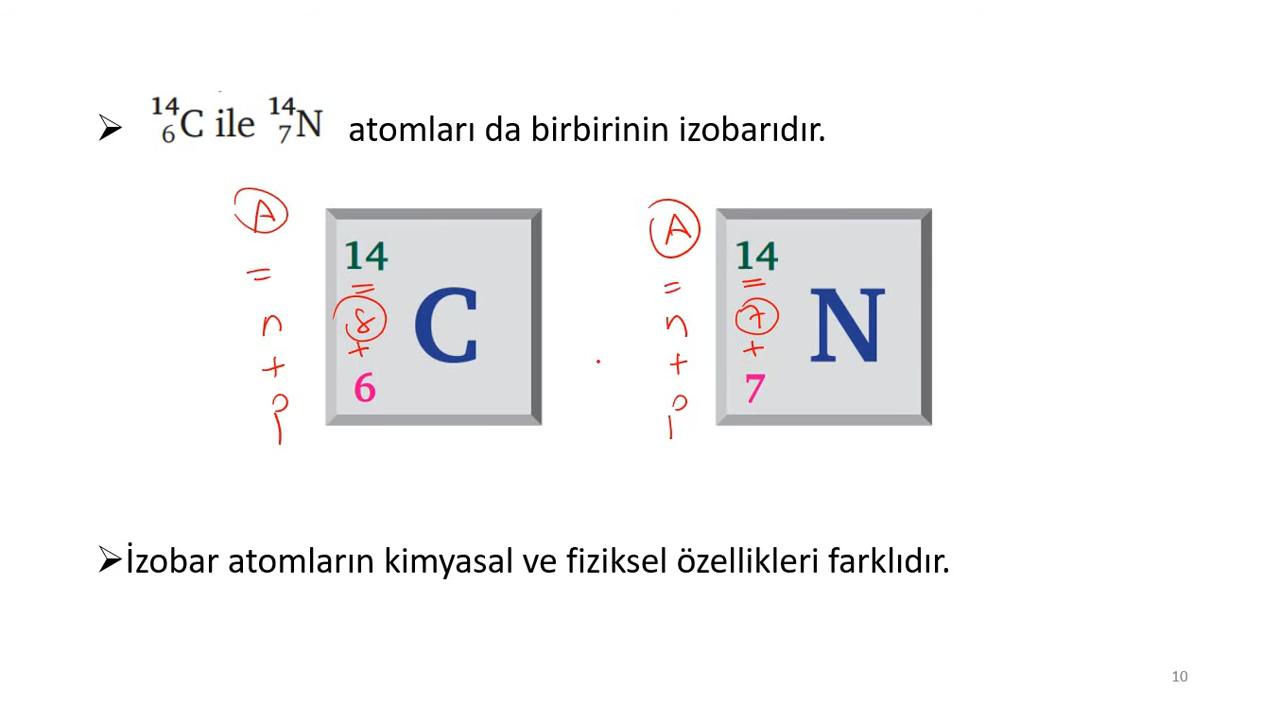 ➢ ¹⁴₆C ile ¹⁴₇N atomları da birbirinin izobarıdır.
A
=
n
+
p
14
=
8
+
6
C
A
=
n
+
p
14
=
7
+
7
N
➢İzobar atomların kimyasal ve fiziksel özellikleri farklıdır.
10